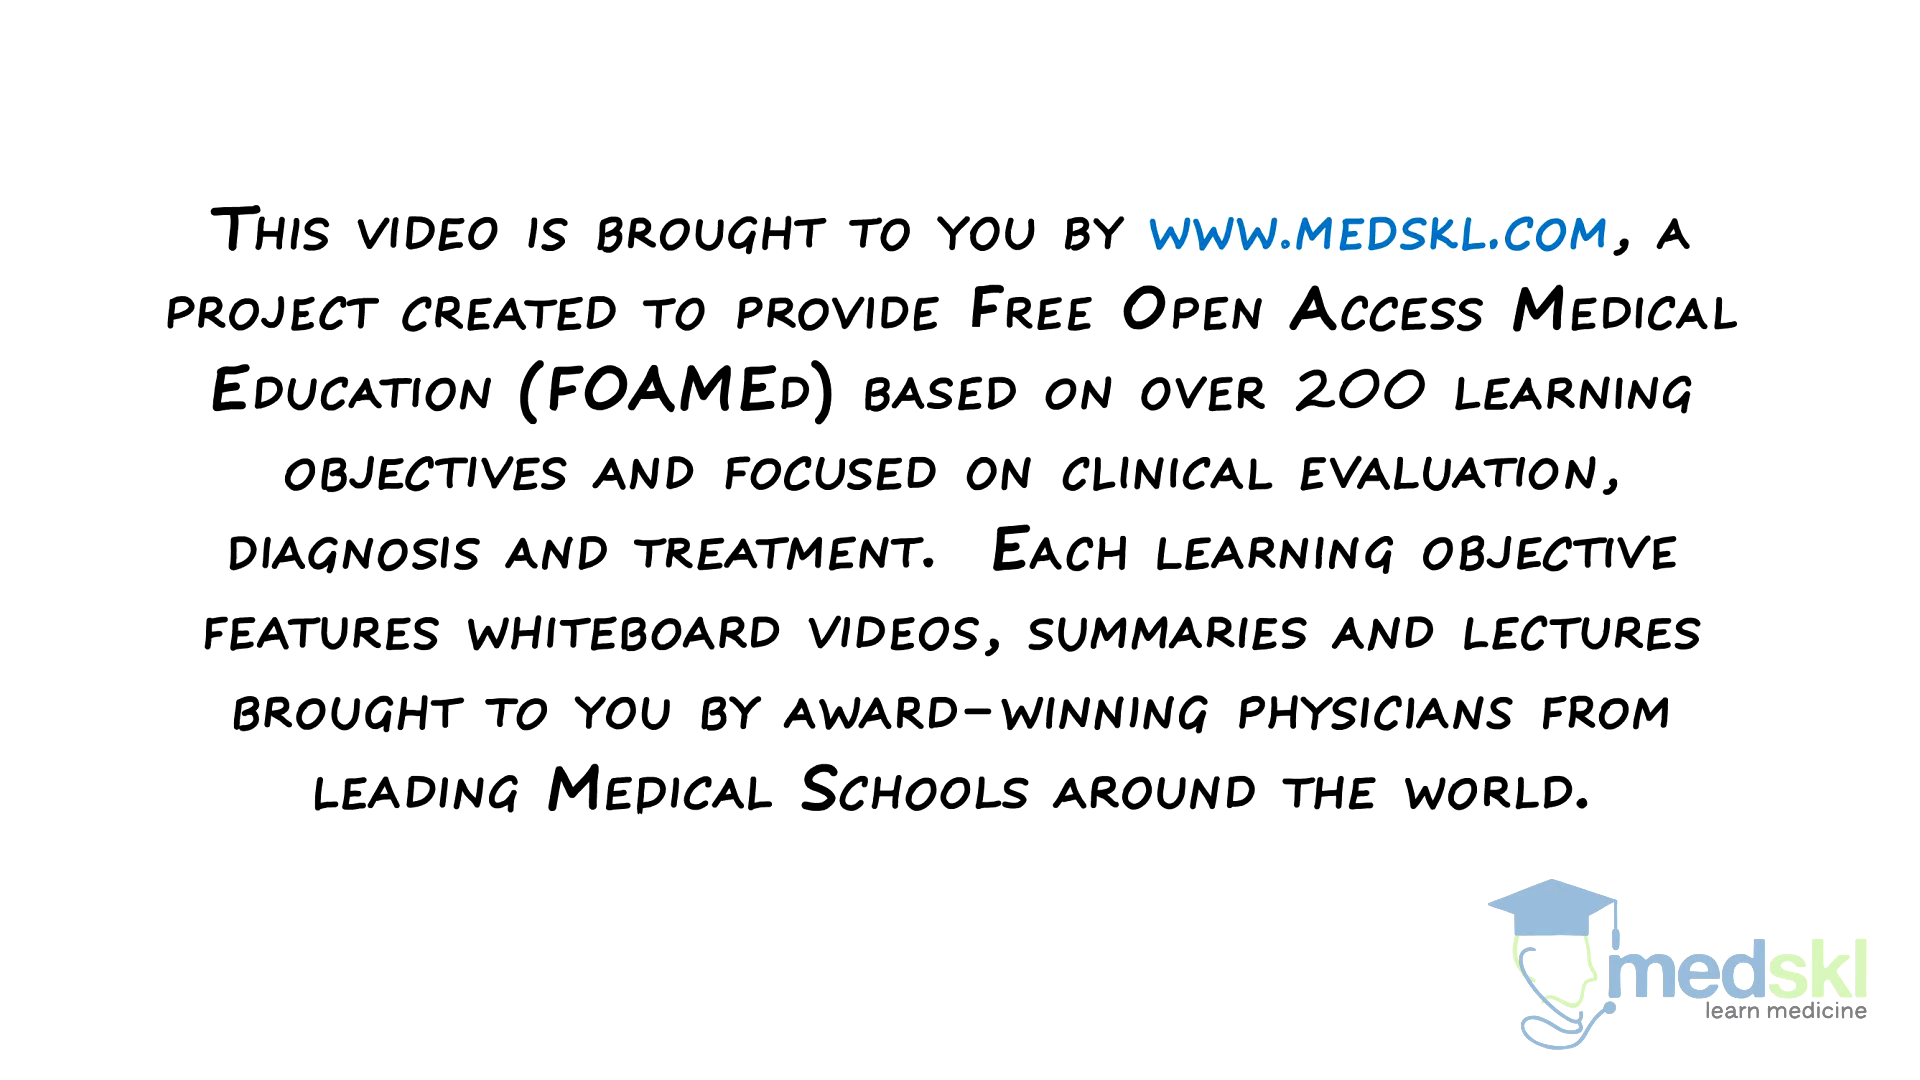 This video is brought to you by www.medskl.com, a
project created to provide Free Open Access Medical
Education (FOAMEd) based on over 200 learning
objectives and focused on clinical evaluation,
diagnosis and treatment.  Each learning objective
features whiteboard videos, summaries and lectures
brought to you by award-winning physicians from
leading Medical Schools around the world.
medskl
learn medicine